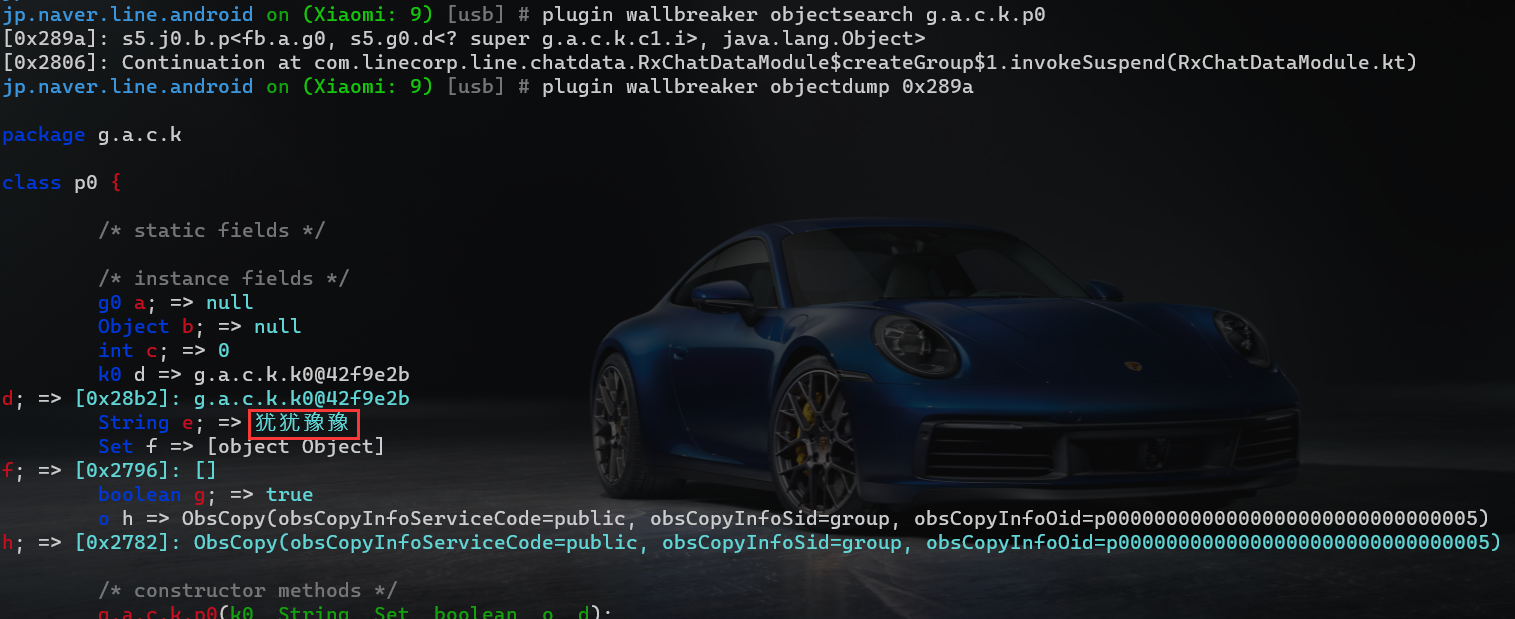 jp.naver.line.android on (Xiaomi: 9) [usb] # plugin wallbreaker objectsearch g.a.c.k.p0
[0x289a]: s5.j0.b.p<fb.a.g0, s5.g0.d<? super g.a.c.k.c1.i>, java.lang.Object>
[0x2806]: Continuation at com.linecorp.line.chatdata.RxChatDataModule$createGroup$1.invokeSuspend(RxChatDataModule.kt)
jp.naver.line.android on (Xiaomi: 9) [usb] # plugin wallbreaker objectdump 0x289a
package g.a.c.k
class p0 {
/* static fields */
/* instance fields */
g0 a; => null
Object b; => null
int c; => 0
k0 d => g.a.c.k.k0@42f9e2b
d; => [0x28b2]: g.a.c.k.k0@42f9e2b
String e; => 犹犹豫豫
Set f => [object Object]
f; => [0x2796]: []
boolean g; => true
o h => ObsCopy(obsCopyInfoServiceCode=public, obsCopyInfoSid=group, obsCopyInfoOid=p00000000000000000000000000000005)
h; => [0x2782]: ObsCopy(obsCopyInfoServiceCode=public, obsCopyInfoSid=group, obsCopyInfoOid=p00000000000000000000000000000005)
/* constructor methods */
g.a.c.k.p0(k0, String, Set, boolean, o, d);